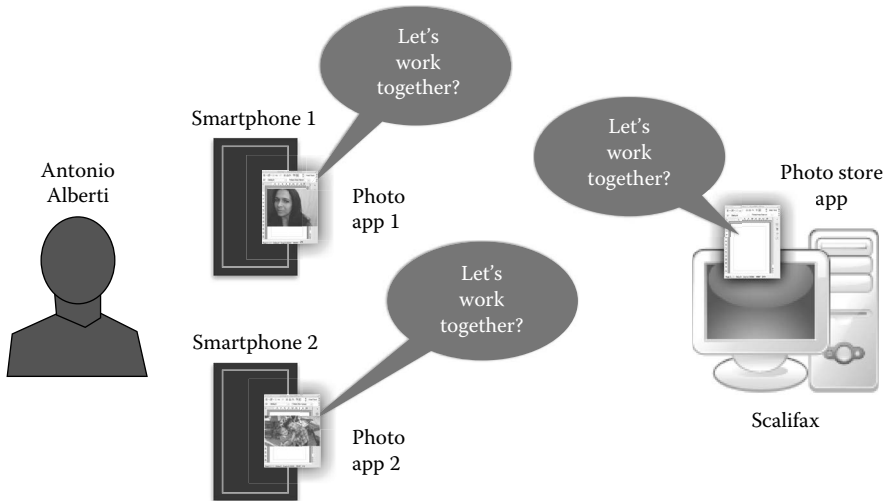 Let's
work
together?
Smartphone 1
Let's
work
together?
Antonio
Alberti
Photo store
app
Photo
app 1
Let's
work
together?
Smartphone 2
Scalifax
Photo
app 2